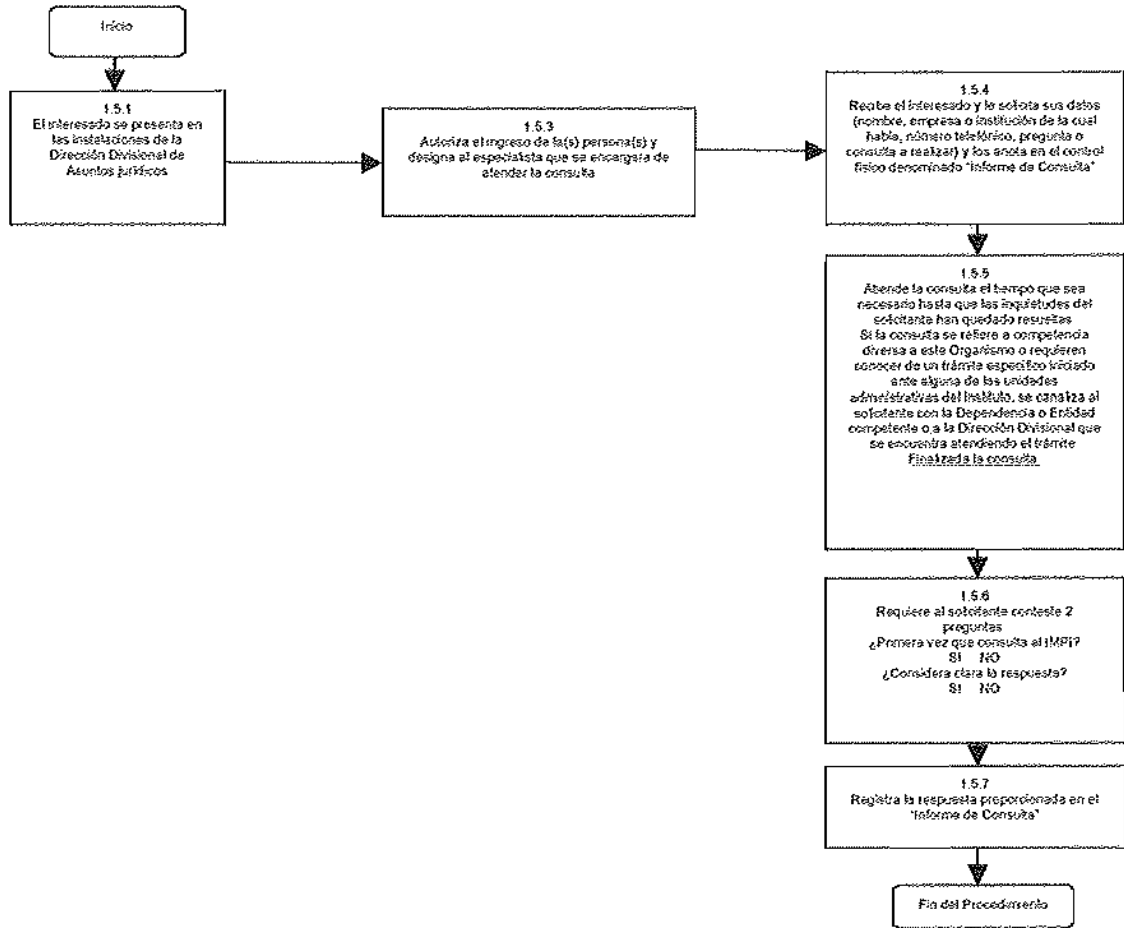 Inicio
1.5.1
El interesado se presenta en
las instalaciones de la
Dirección Divisional de
Asuntos Jurídicos
1.5.3
Autoriza el ingreso de la(s) persona(s) y
designa al especialista que se encargara de
atender la consulta
1.5.4
Recibe el interesado y le solicita sus datos
(nombre, empresa o institución de la cual
habla, número telefónico, pregunta o
consulta a realizar) y los anota en el control
físico denominado "Informe de Consulta"
1.5.5
Atiende la consulta el tiempo que sea
necesario hasta que las inquietudes del
solicitante han quedado resueltas
Si la consulta se refiere a competencia
diversa a este Organismo o requieren
conocer de un trámite específico iniciado
ante alguna de las unidades
administrativas del Instituto, se canaliza al
solicitante con la Dependencia o Entidad
competente o a la Dirección Divisional que
se encuentra atendiendo el trámite
Finalizada la consulta
1.5.6
Requiere al solicitante conteste 2
preguntas
¿Primera vez que consulta al IMPI?
SI NO
¿Considera clara la respuesta?
SI NO
1.5.7
Registra la respuesta proporcionada en el
"Informe de Consulta"
Fin del Procedimiento